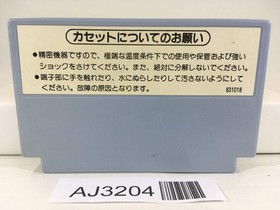 カセットについてのお願い
●精密機器ですので、極端な温度条件下での使用や保管および強い
ショックをさけてください。また、絶対に分解しないでください。
●端子部に手を触れたり、水にぬらしたりして汚さないようにして
ください。故障の原因となります。
831018
AJ3204